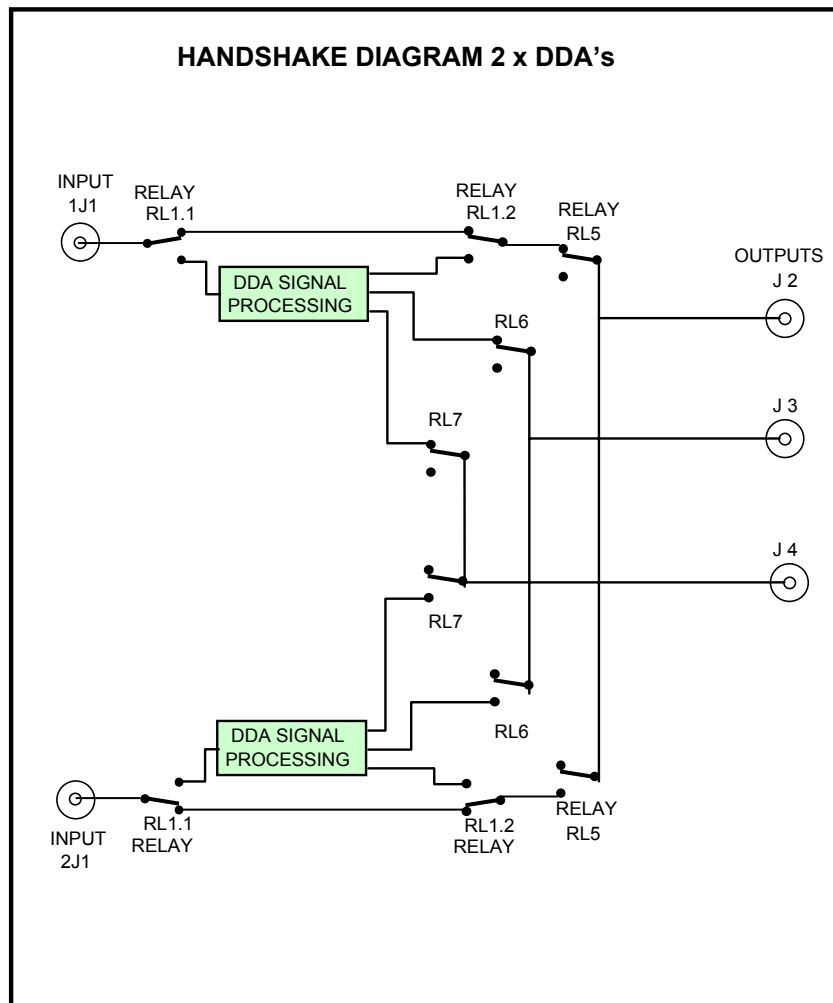 HANDSHAKE DIAGRAM 2 x DDA's
INPUT
1J1
RELAY
RL1.1
RELAY
RL1.2
RELAY
RL5
OUTPUTS
J 2
DDA SIGNAL
PROCESSING
RL6
J 3
RL7
J 4
RL7
RL6
DDA SIGNAL
PROCESSING
INPUT
2J1
RL1.1
RELAY
RL1.2
RELAY
RELAY
RL5